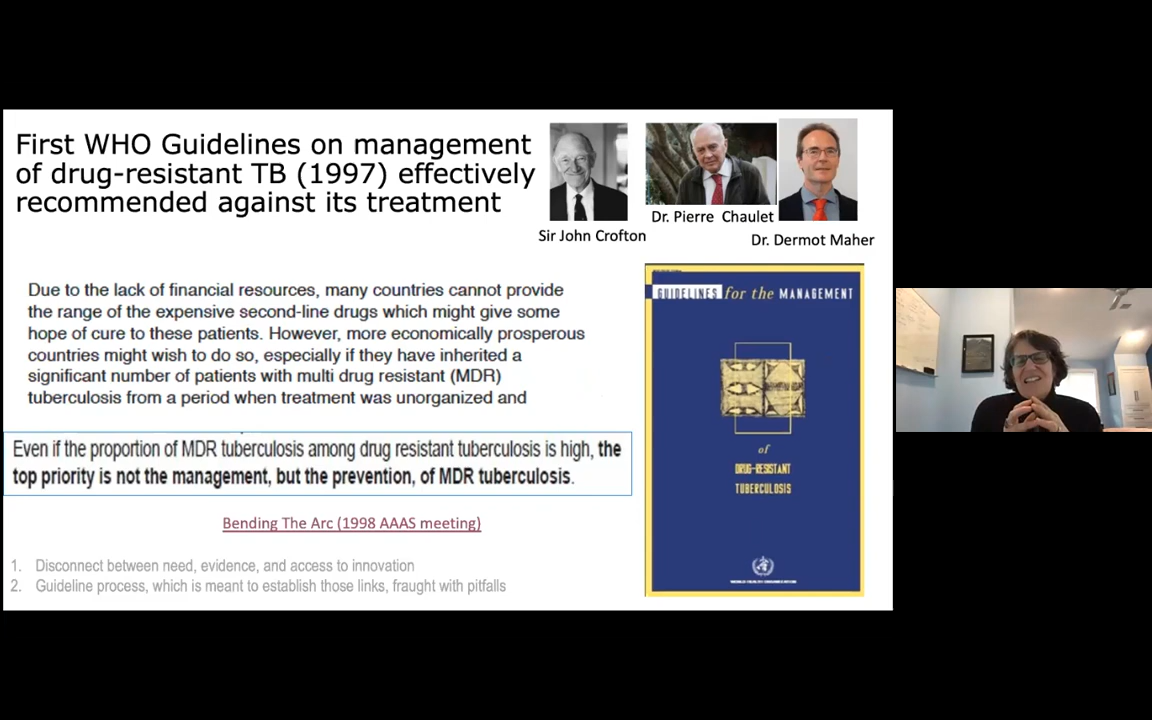 First WHO Guidelines on management
of drug-resistant TB (1997) effectively
recommended against its treatment
Sir John Crofton
Dr. Pierre Chaulet
Dr. Dermot Maher
Due to the lack of financial resources, many countries cannot provide
the range of the expensive second-line drugs which might give some
hope of cure to these patients. However, more economically prosperous
countries might wish to do so, especially if they have inherited a
significant number of patients with multi drug resistant (MDR)
tuberculosis from a period when treatment was unorganized and
Even if the proportion of MDR tuberculosis among drug resistant tuberculosis is high, the
top priority is not the management, but the prevention, of MDR tuberculosis.
Bending The Arc (1998 AAAS meeting)
1. Disconnect between need, evidence, and access to innovation
2. Guideline process, which is meant to establish those links, fraught with pitfalls
GUIDELINES for the MANAGEMENT
of
DRUG-RESISTANT
TUBERCULOSIS